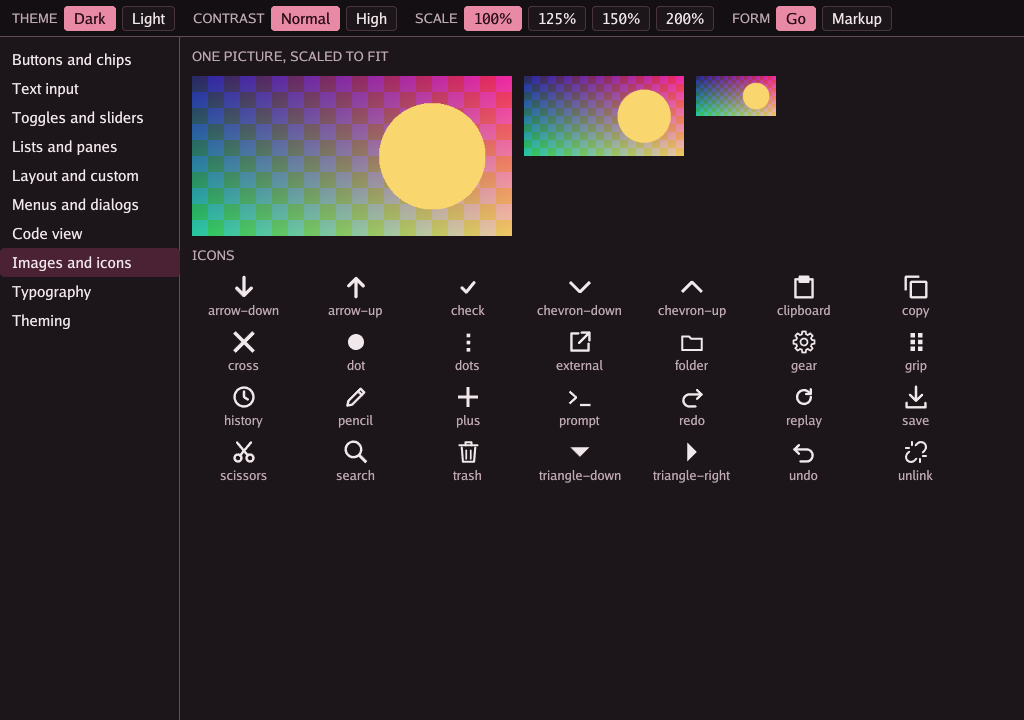 THEME Dark Light CONTRAST Normal High SCALE 100% 125% 150% 200% FORM Go Markup
Buttons and chips
Text input
Toggles and sliders
Lists and panes
Layout and custom
Menus and dialogs
Code view
Images and icons
Typography
Theming
ONE PICTURE, SCALED TO FIT
ICONS
arrow-down arrow-up check chevron-down chevron-up clipboard copy
cross dot dots external folder gear grip
history pencil plus prompt redo replay save
scissors search trash triangle-down triangle-right undo unlink